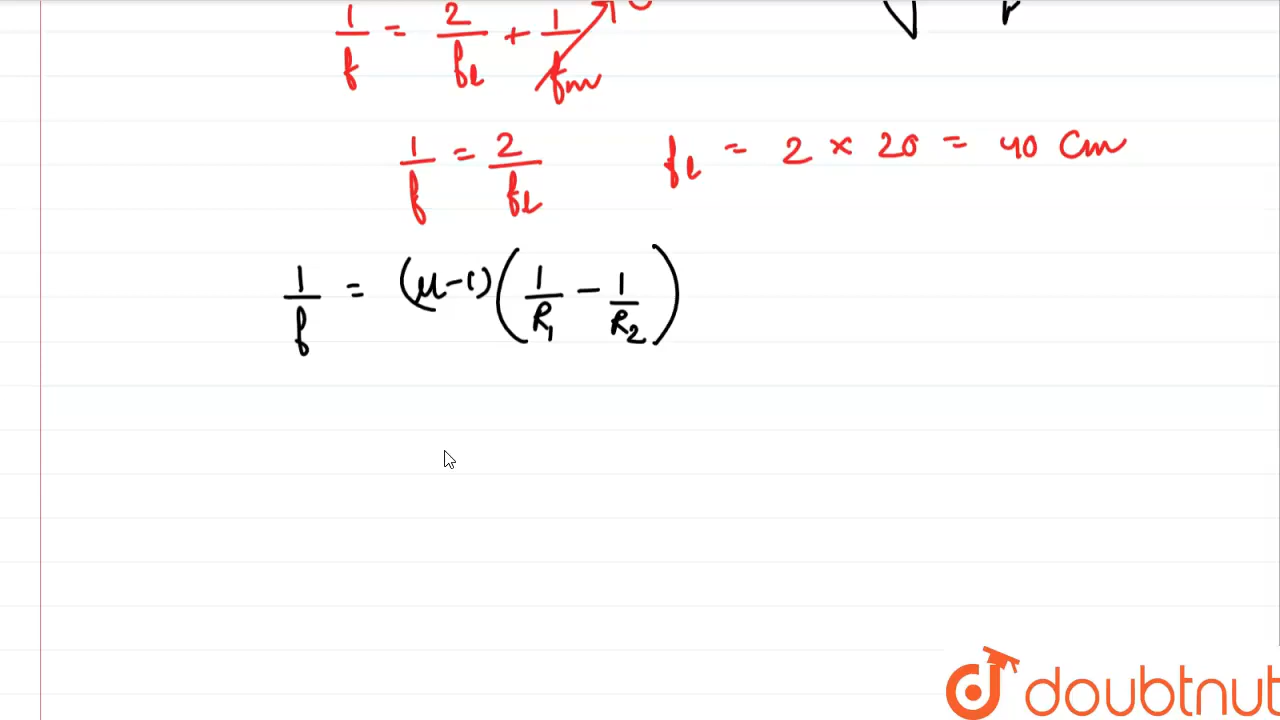 1/f = 2/fl + 1/fm
1/f = 2/fl fl = 2 × 20 = 40 Cm
1/f = (μ-1)(1/R1 - 1/R2)
doubtnut